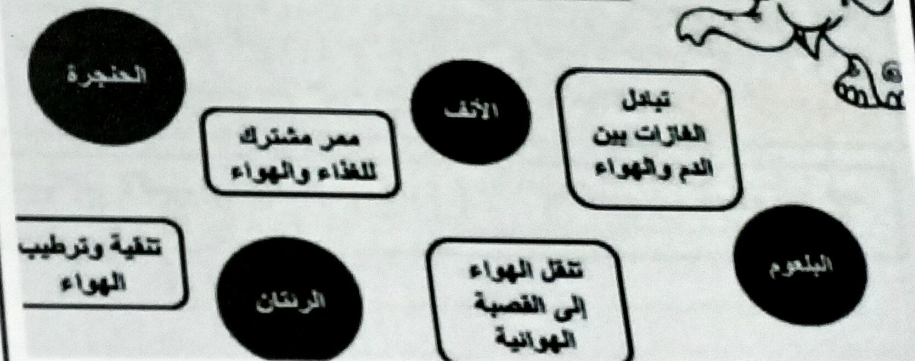 الحنجرة
الأنف
تبادل
الغازات بين
الدم والهواء
ممر مشترك
للغذاء والهواء
البلعوم
تنقية وترطيب
الهواء
الرئتان
تنقل الهواء
إلى القصبة
الهوائية